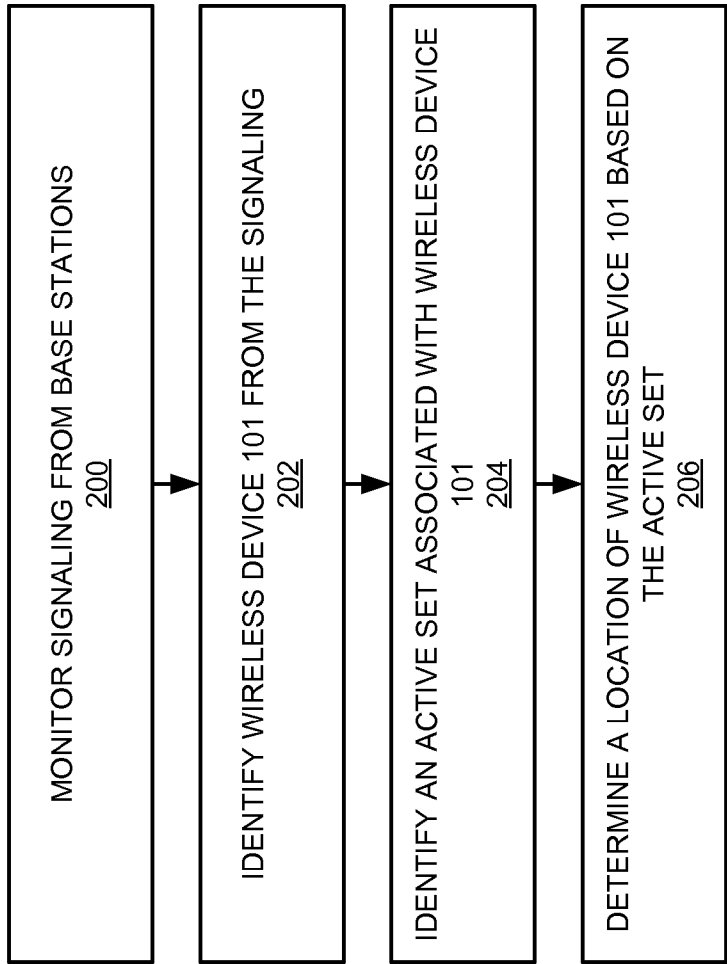 MONITOR SIGNALING FROM BASE STATIONS
200
IDENTIFY WIRELESS DEVICE 101 FROM THE SIGNALING
202
IDENTIFY AN ACTIVE SET ASSOCIATED WITH WIRELESS DEVICE
101
204
DETERMINE A LOCATION OF WIRELESS DEVICE 101 BASED ON
THE ACTIVE SET
206